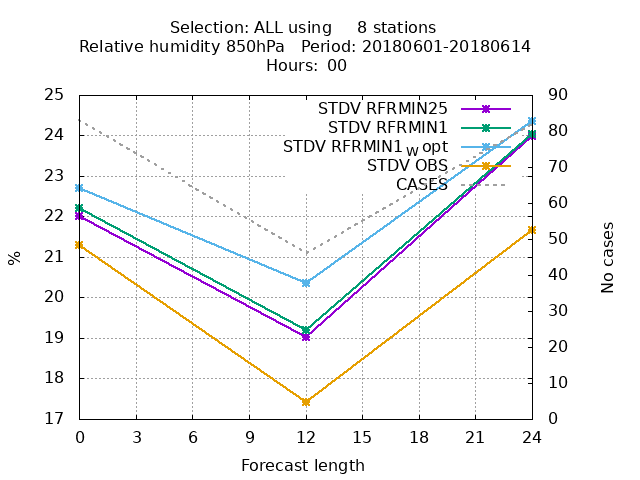 Selection: ALL using 8 stations
Relative humidity 850hPa Period: 20180601-20180614
Hours: 00
25 90
24 80
23 70
22 60
21 50
20 40
19 30
18 20
17 10
0
STDV RFRMIN25
STDV RFRMIN1
STDV RFRMIN1 W opt
STDV OBS
CASES
%
No cases
0 3 6 9 12 15 18 21 24
Forecast length